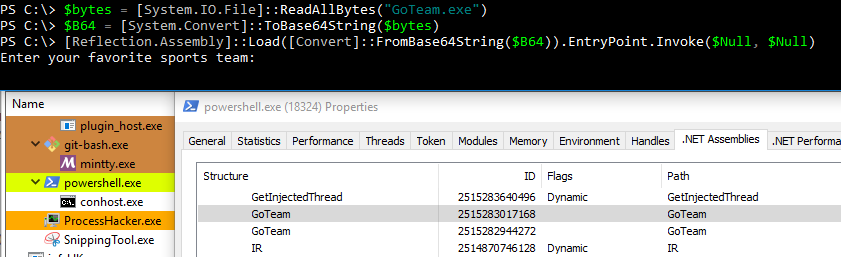 PS C:\> $bytes = [System.IO.File]::ReadAllBytes("GoTeam.exe")
PS C:\> $B64 = [System.Convert]::ToBase64String($bytes)
PS C:\> [Reflection.Assembly]::Load([Convert]::FromBase64String($B64)).EntryPoint.Invoke($Null, $Null)
Enter your favorite sports team:
Name
plugin_host.exe
git-bash.exe
mintty.exe
powershell.exe
conhost.exe
ProcessHacker.exe
SnippingTool.exe
powershell.exe (18324) Properties
General Statistics Performance Threads Token Modules Memory Environment Handles .NET Assemblies .NET Performa
Structure ID Flags Path
GetInjectedThread 2515283640496 Dynamic GetInjectedThread
GoTeam 2515283017168 GoTeam
GoTeam 2515282944272 GoTeam
IR 2514870746128 Dynamic IR